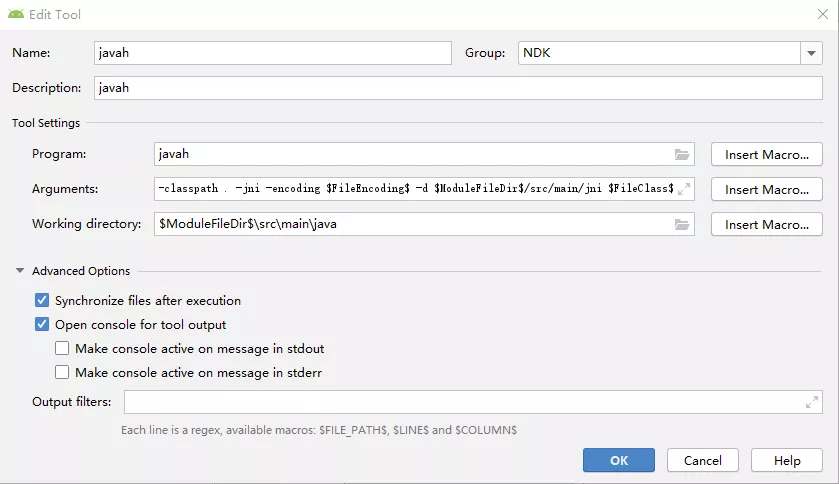 Edit Tool
Name: javah Group: NDK
Description: javah
Tool Settings
Program: javah Insert Macro...
Arguments: -classpath . -jni -encoding $FileEncoding$ -d $ModuleFileDir$/src/main/jni $FileClass$ Insert Macro...
Working directory: $ModuleFileDir$\src\main\java Insert Macro...
Advanced Options
Synchronize files after execution
Open console for tool output
Make console active on message in stdout
Make console active on message in stderr
Output filters:
Each line is a regex, available macros: $FILE_PATH$, $LINE$ and $COLUMN$
OK Cancel Help